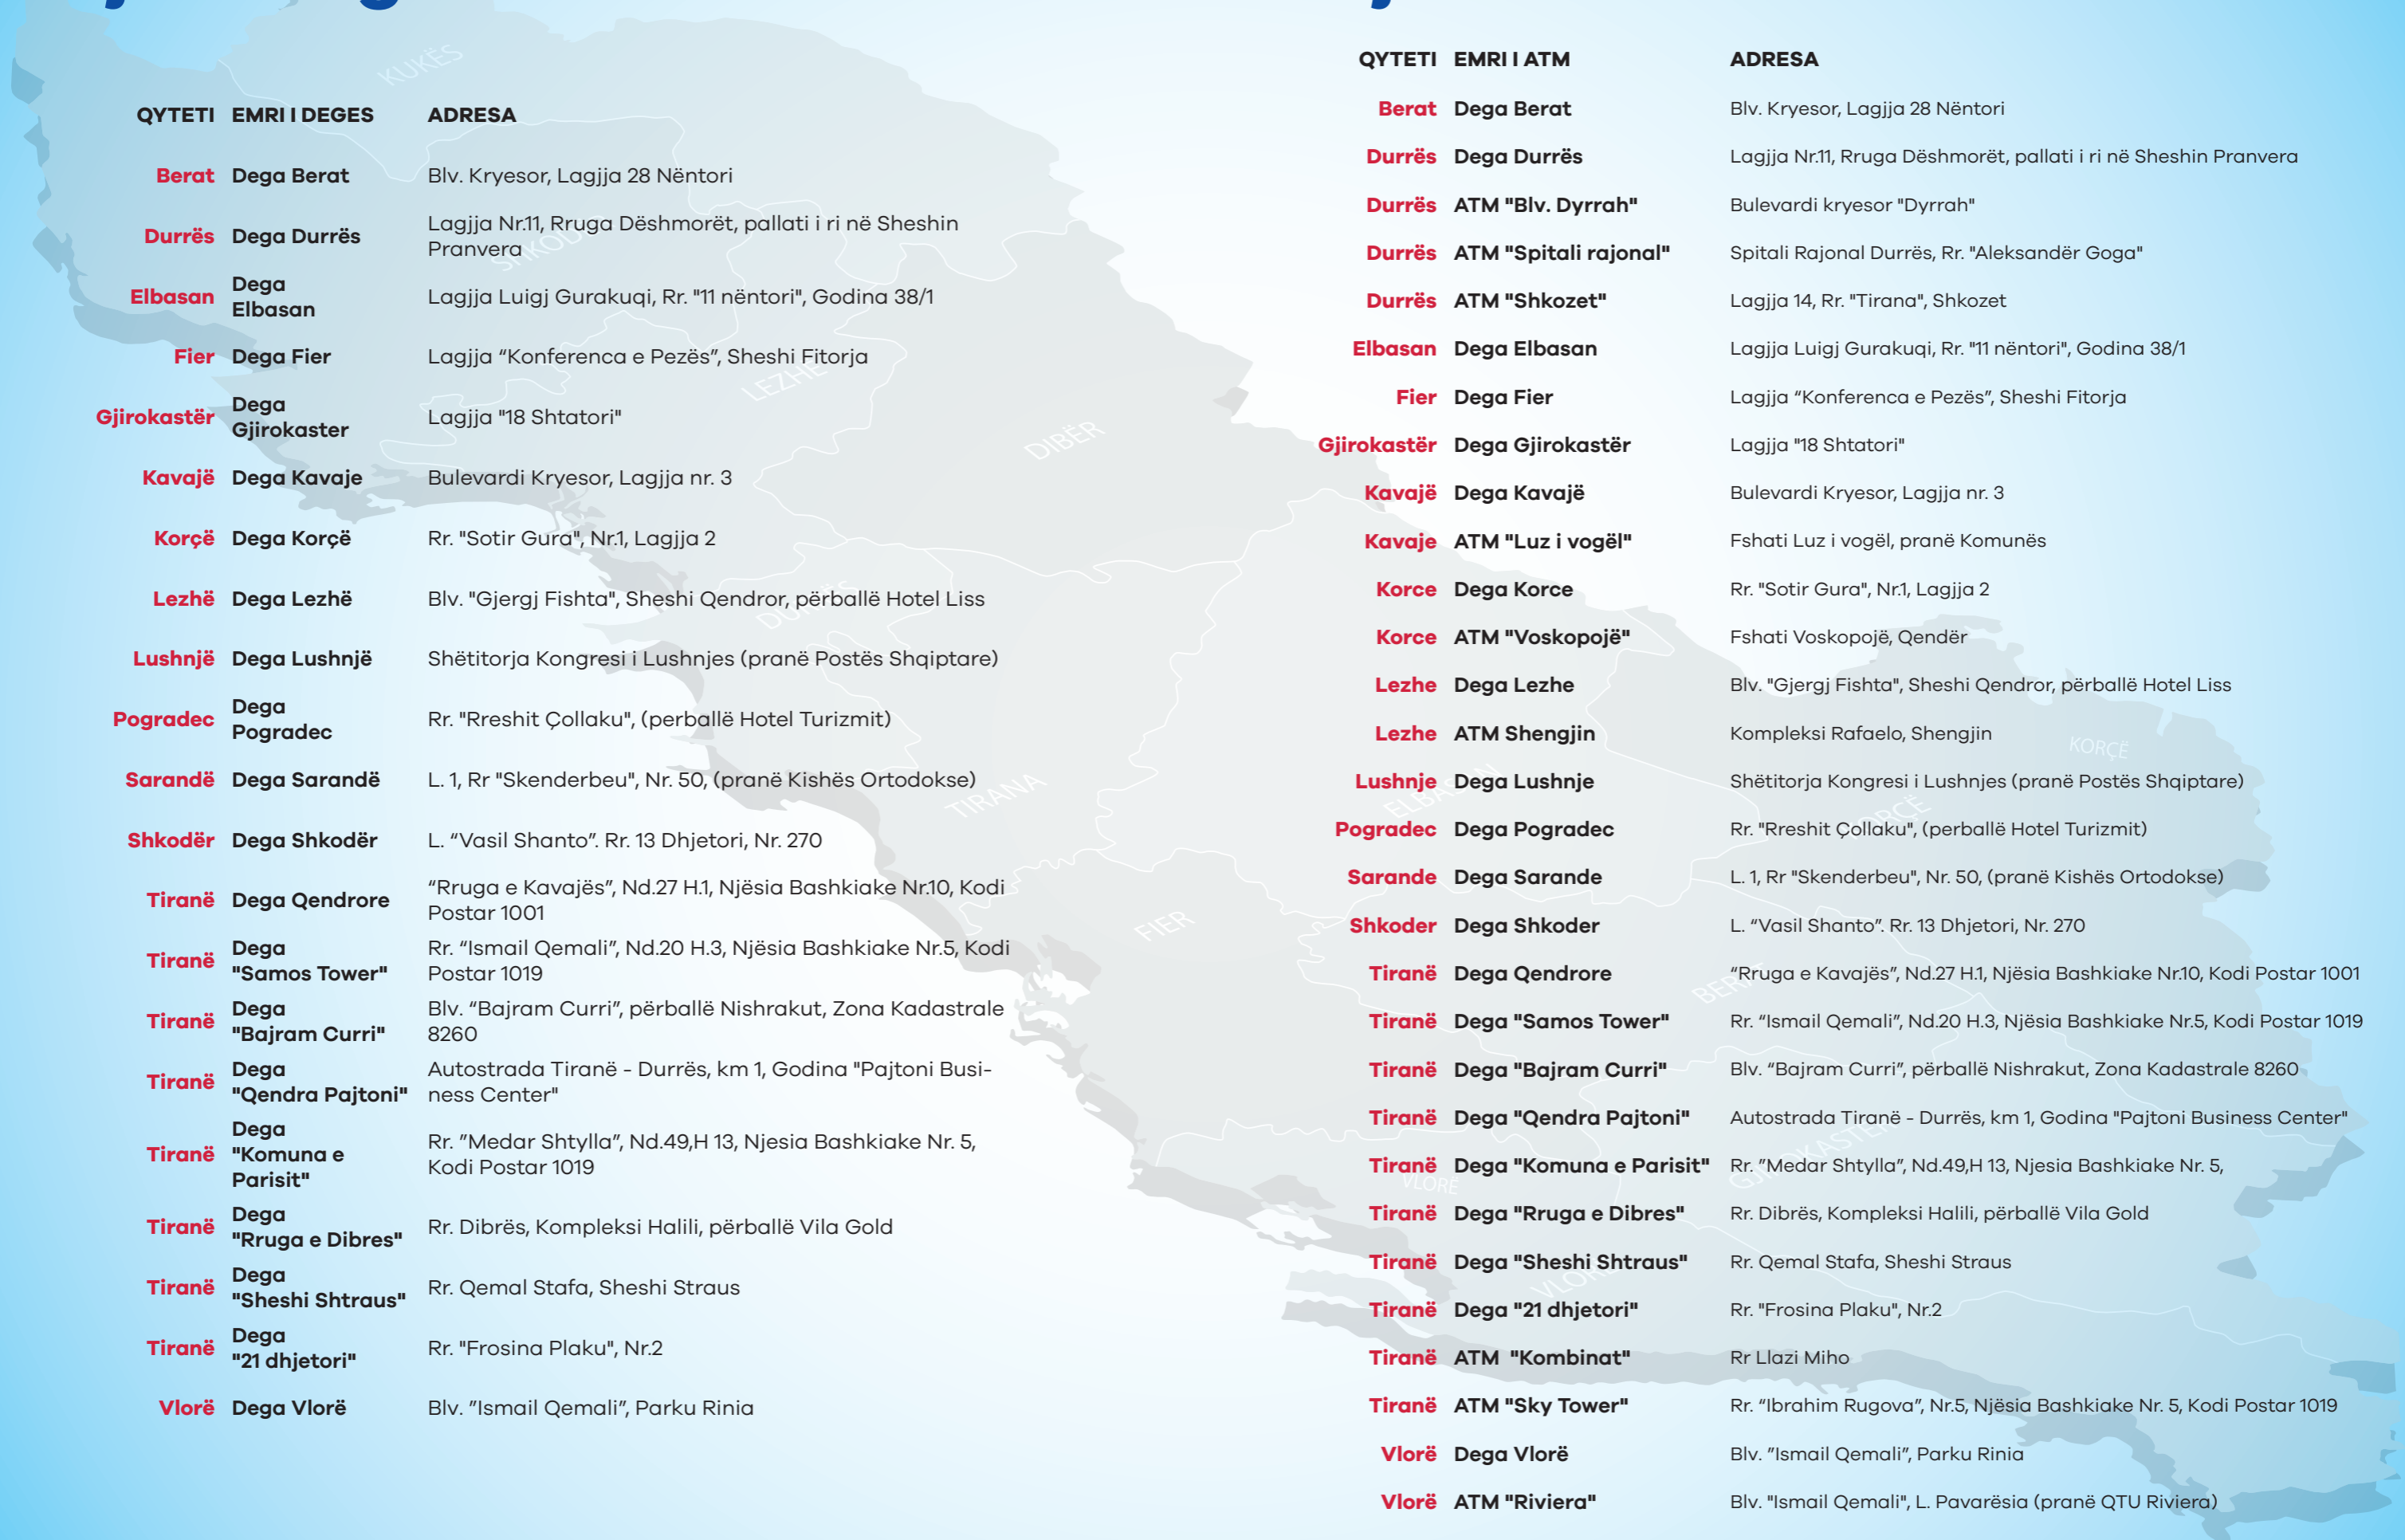 QYTETI EMRI I DEGES ADRESA
Berat Dega Berat Blv. Kryesor, Lagjja 28 Nëntori
Durrës Dega Durrës Lagjja Nr.11, Rruga Dëshmorët, pallati i ri në Sheshin
Pranvera
Elbasan Dega
Elbasan Lagjja Luigj Gurakuqi, Rr. "11 nëntori", Godina 38/1
Fier Dega Fier Lagjja “Konferenca e Pezës”, Sheshi Fitorja
Gjirokastër Dega
Gjirokaster Lagjja "18 Shtatori"
Kavajë Dega Kavaje Bulevardi Kryesor, Lagjja nr. 3
Korçë Dega Korçë Rr. "Sotir Gura", Nr.1, Lagjja 2
Lezhë Dega Lezhë Blv. "Gjergj Fishta", Sheshi Qendror, përballë Hotel Liss
Lushnjë Dega Lushnjë Shëtitorja Kongresi i Lushnjes (pranë Postës Shqiptare)
Pogradec Dega
Pogradec Rr. "Rreshit Çollaku", (perballë Hotel Turizmit)
Sarandë Dega Sarandë L. 1, Rr "Skenderbeu", Nr. 50, (pranë Kishës Ortodokse)
Shkodër Dega Shkodër L. “Vasil Shanto”. Rr. 13 Dhjetori, Nr. 270
Tiranë Dega Qendrore “Rruga e Kavajës”, Nd.27 H.1, Njësia Bashkiake Nr.10, Kodi
Postar 1001
Tiranë Dega
"Samos Tower" Rr. “Ismail Qemali”, Nd.20 H.3, Njësia Bashkiake Nr.5, Kodi
Postar 1019
Tiranë Dega
"Bajram Curri" Blv. “Bajram Curri”, përballë Nishrakut, Zona Kadastrale
8260
Tiranë Dega
"Qendra Pajtoni" Autostrada Tiranë - Durrës, km 1, Godina "Pajtoni Busi-
ness Center"
Tiranë Dega
"Komuna e
Parisit" Rr. ”Medar Shtylla”, Nd.49,H 13, Njesia Bashkiake Nr. 5,
Kodi Postar 1019
Tiranë Dega
"Rruga e Dibres" Rr. Dibrës, Kompleksi Halili, përballë Vila Gold
Tiranë Dega
"Sheshi Shtraus" Rr. Qemal Stafa, Sheshi Straus
Tiranë Dega
"21 dhjetori" Rr. "Frosina Plaku", Nr.2
Vlorë Dega Vlorë Blv. ”Ismail Qemali”, Parku Rinia
QYTETI EMRI I ATM ADRESA
Berat Dega Berat Blv. Kryesor, Lagjja 28 Nëntori
Durrës Dega Durrës Lagjja Nr.11, Rruga Dëshmorët, pallati i ri në Sheshin Pranvera
Durrës ATM "Blv. Dyrrah" Bulevardi kryesor "Dyrrah"
Durrës ATM "Spitali rajonal" Spitali Rajonal Durrës, Rr. "Aleksandër Goga"
Durrës ATM "Shkozet" Lagjja 14, Rr. "Tirana", Shkozet
Elbasan Dega Elbasan Lagjja Luigj Gurakuqi, Rr. "11 nëntori", Godina 38/1
Fier Dega Fier Lagjja “Konferenca e Pezës”, Sheshi Fitorja
Gjirokastër Dega Gjirokastër Lagjja "18 Shtatori"
Kavajë Dega Kavajë Bulevardi Kryesor, Lagjja nr. 3
Kavaje ATM "Luz i vogël" Fshati Luz i vogël, pranë Komunës
Korce Dega Korce Rr. "Sotir Gura", Nr.1, Lagjja 2
Korce ATM "Voskopojë" Fshati Voskopojë, Qendër
Lezhe Dega Lezhe Blv. "Gjergj Fishta", Sheshi Qendror, përballë Hotel Liss
Lezhe ATM Shengjin Kompleksi Rafaelo, Shengjin
Lushnje Dega Lushnje Shëtitorja Kongresi i Lushnjes (pranë Postës Shqiptare)
Pogradec Dega Pogradec Rr. "Rreshit Çollaku", (perballë Hotel Turizmit)
Sarande Dega Sarande L. 1, Rr "Skenderbeu", Nr. 50, (pranë Kishës Ortodokse)
Shkoder Dega Shkoder L. “Vasil Shanto”. Rr. 13 Dhjetori, Nr. 270
Tiranë Dega Qendrore “Rruga e Kavajës”, Nd.27 H.1, Njësia Bashkiake Nr.10, Kodi Postar 1001
Tiranë Dega "Samos Tower" Rr. “Ismail Qemali”, Nd.20 H.3, Njësia Bashkiake Nr.5, Kodi Postar 1019
Tiranë Dega "Bajram Curri" Blv. “Bajram Curri”, përballë Nishrakut, Zona Kadastrale 8260
Tiranë Dega "Qendra Pajtoni" Autostrada Tiranë - Durrës, km 1, Godina "Pajtoni Business Center"
Tiranë Dega "Komuna e Parisit" Rr. ”Medar Shtylla”, Nd.49,H 13, Njesia Bashkiake Nr. 5,
Tiranë Dega "Rruga e Dibres" Rr. Dibrës, Kompleksi Halili, përballë Vila Gold
Tiranë Dega "Sheshi Shtraus" Rr. Qemal Stafa, Sheshi Straus
Tiranë Dega "21 dhjetori" Rr. "Frosina Plaku", Nr.2
Tiranë ATM "Kombinat" Rr Llazi Miho
Tiranë ATM "Sky Tower" Rr. “Ibrahim Rugova”, Nr.5, Njësia Bashkiake Nr. 5, Kodi Postar 1019
Vlorë Dega Vlorë Blv. ”Ismail Qemali”, Parku Rinia
Vlorë ATM "Riviera" Blv. "Ismail Qemali", L. Pavarësia (pranë QTU Riviera)
KUKËS
LEZHË
DIBËR
DURRËS
TIRANA
FIER
ELBASAN
KORÇË
KORÇË
BERAT
GJIROKASTËR
VLORË
VLORË